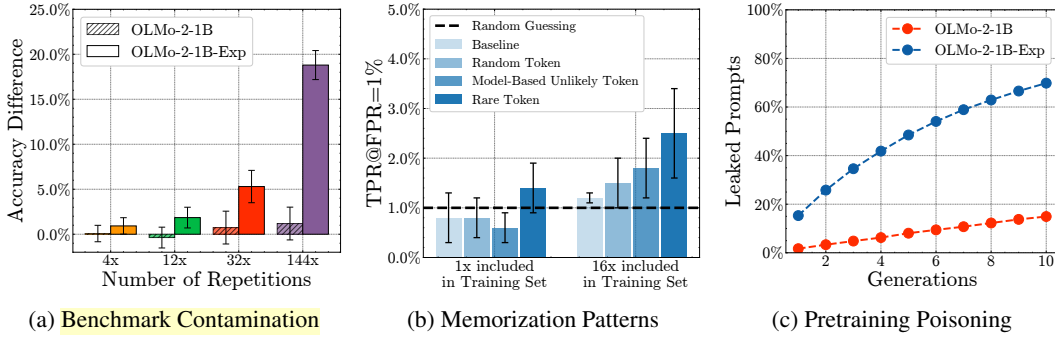 Accuracy Difference
25.0%
20.0%
15.0%
10.0%
5.0%
0.0%
OLMo-2-1B
OLMo-2-1B-Exp
4x 12x 32x 144x
Number of Repetitions
(a) Benchmark Contamination
TPR@FPR=1%
5.0%
4.0%
3.0%
2.0%
1.0%
0.0%
Random Guessing
Baseline
Random Token
Model-Based Unlikely Token
Rare Token
1x included
in Training Set
16x included
in Training Set
(b) Memorization Patterns
Leaked Prompts
80%
60%
40%
20%
0%
OLMo-2-1B
OLMo-2-1B-Exp
2 4 6 8 10
Generations
(c) Pretraining Poisoning